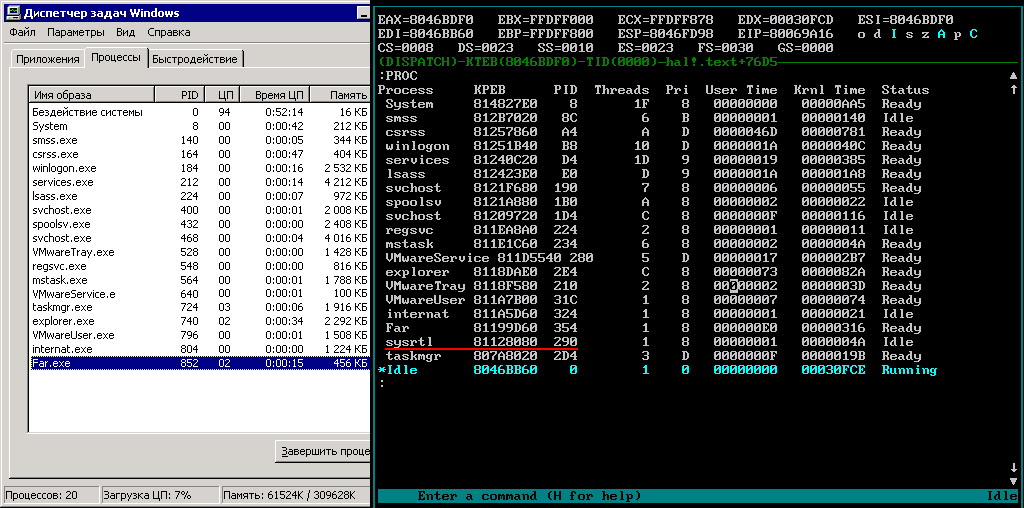 Диспетчер задач Windows
Файл Параметры Вид Справка
Приложения Процессы Быстродействие
Имя образа PID ЦП Время ЦП Память
Бездействие системы 0 94 0:52:14 16 КБ
System 8 00 0:00:42 212 КБ
smss.exe 140 00 0:00:05 344 КБ
csrss.exe 164 00 0:00:47 404 КБ
winlogon.exe 184 00 0:00:16 2 532 КБ
services.exe 212 00 0:00:14 4 212 КБ
lsass.exe 224 00 0:00:07 972 КБ
svchost.exe 400 00 0:00:01 2 008 КБ
spoolsv.exe 432 00 0:00:00 2 408 КБ
svchost.exe 468 00 0:00:04 4 016 КБ
VMwareTray.exe 528 00 0:00:00 1 428 КБ
regsvc.exe 548 00 0:00:00 816 КБ
mstask.exe 564 00 0:00:01 1 788 КБ
VMwareService.e 640 00 0:00:01 100 КБ
taskmgr.exe 724 03 0:00:06 1 916 КБ
explorer.exe 740 02 0:00:34 2 292 КБ
VMwareUser.exe 796 00 0:00:01 1 508 КБ
internat.exe 804 00 0:00:00 1 224 КБ
Far.exe 852 02 0:00:15 456 КБ
Завершить проце
Процессов: 20 Загрузка ЦП: 7% Память: 61524K / 309628K
EAX=8046BDF0 EBX=FFDFF000 ECX=FFDFF878 EDX=00030FCD ESI=8046BDF0
EDI=8046BB60 EBP=FFDFF800 ESP=8046FD98 EIP=80069A16 o d I s z A p C
CS=0008 DS=0023 SS=0010 ES=0023 FS=0030 GS=0000
(DISPATCH)-KTEB(8046BDF0)-TID(0000)-hal!.text+76D5
:PROC
Process KPEB PID Threads Pri User Time Krnl Time Status
System 814827E0 8 1F 8 00000000 00000AA5 Ready
smss 812B7020 8C 6 B 00000001 00000140 Idle
csrss 81257860 A4 A D 0000046D 00000781 Ready
winlogon 81251B40 B8 10 D 0000001A 0000040C Ready
services 81240C20 D4 1D 9 00000019 00000385 Ready
lsass 812423E0 E0 D 9 0000001A 000001A8 Ready
svchost 8121F680 190 7 8 00000006 00000055 Ready
spoolsv 8121A880 1B0 A 8 00000002 00000022 Idle
svchost 81209720 1D4 C 8 0000000F 00000116 Idle
regsvc 811EA8A0 224 2 8 00000001 00000011 Idle
mstask 811E1C60 234 6 8 00000002 0000004A Ready
VMwareService 811D5540 280 5 D 00000017 000002B7 Ready
explorer 8118DAE0 2E4 C 8 00000073 0000082A Ready
VMwareTray 8118F580 210 2 8 00000002 0000003D Ready
VMwareUser 811A7B00 31C 1 8 00000007 00000074 Ready
internat 811A5D60 324 1 8 00000001 00000021 Idle
Far 81199D60 354 1 8 000000E0 00000316 Ready
sysrtl 81128080 290 1 8 00000001 0000004A Idle
taskmgr 807A8020 2D4 3 D 0000000F 0000019B Ready
*Idle 8046BB60 0 1 0 00000000 00030FCE Running
:
Enter a command (H for help) Idle